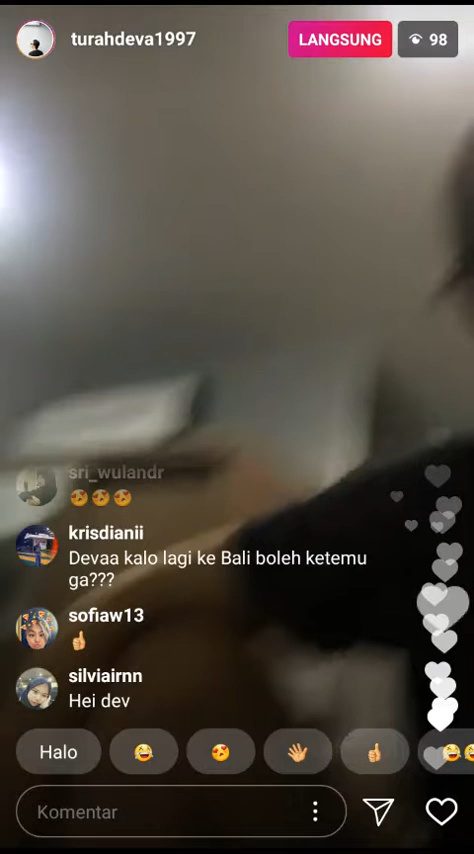 turahdeva1997
LANGSUNG
98
sri_wulandr
😍😍😍
krisdianii
Devaa kalo lagi ke Bali boleh ketemu
ga???
sofiaw13
👍
silviairnn
Hei dev
Halo 😂 😍 👋 👍 😂😂
Komentar